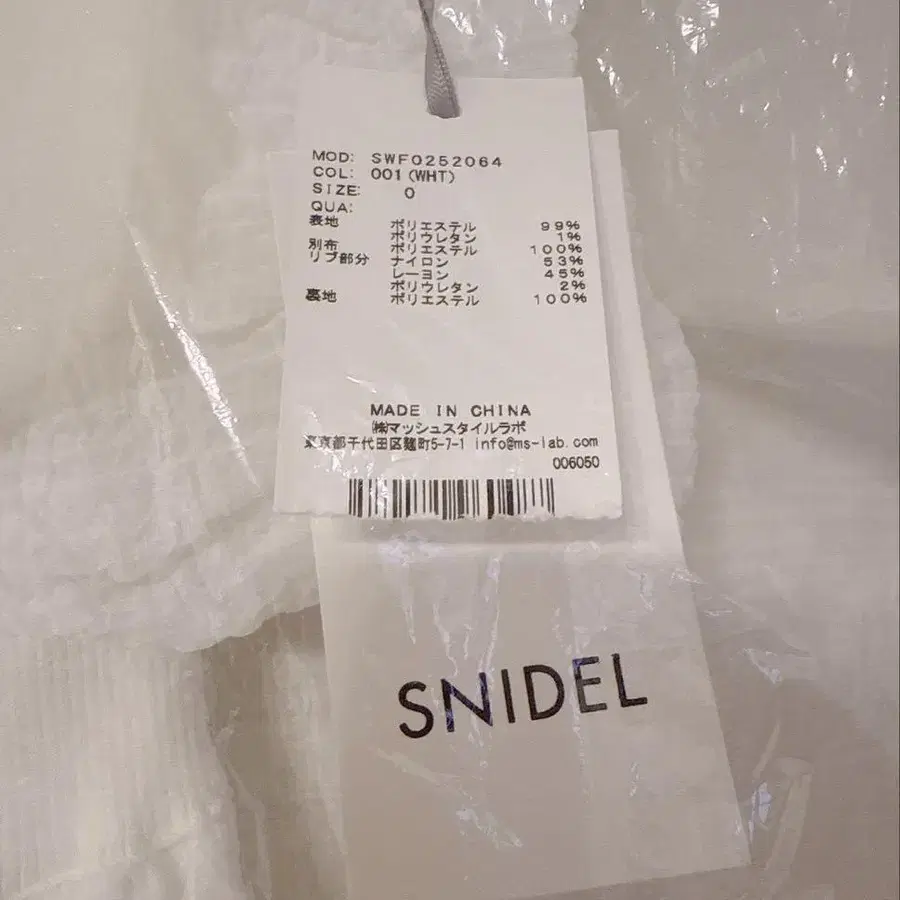 MOD: SWF0252064
COL: 001(WHT)
SIZE: 0
QUA:
表地 ポリエステル 99%
ポリウレタン 1%
別布 ポリエステル 100%
リブ部分 ナイロン 53%
レーヨン 45%
ポリウレタン 2%
裏地 ポリエステル 100%
MADE IN CHINA
㈱マッシュスタイルラボ
東京都千代田区麹町5-7-1 info@ms-lab.com
006050
SNIDEL